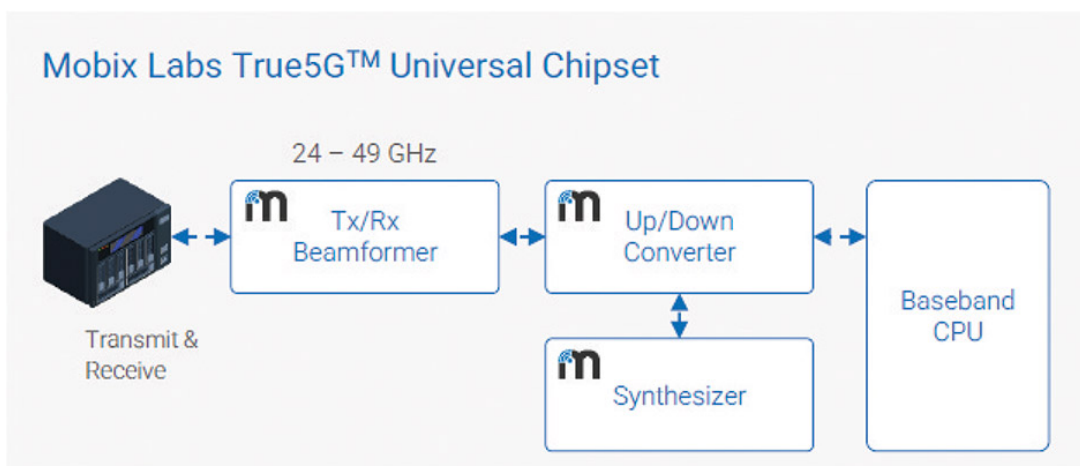 Mobix Labs True5G™ Universal Chipset
24 – 49 GHz
m
Tx/Rx
Beamformer
m
Up/Down
Converter
Baseband
CPU
Transmit &
Receive
m
Synthesizer